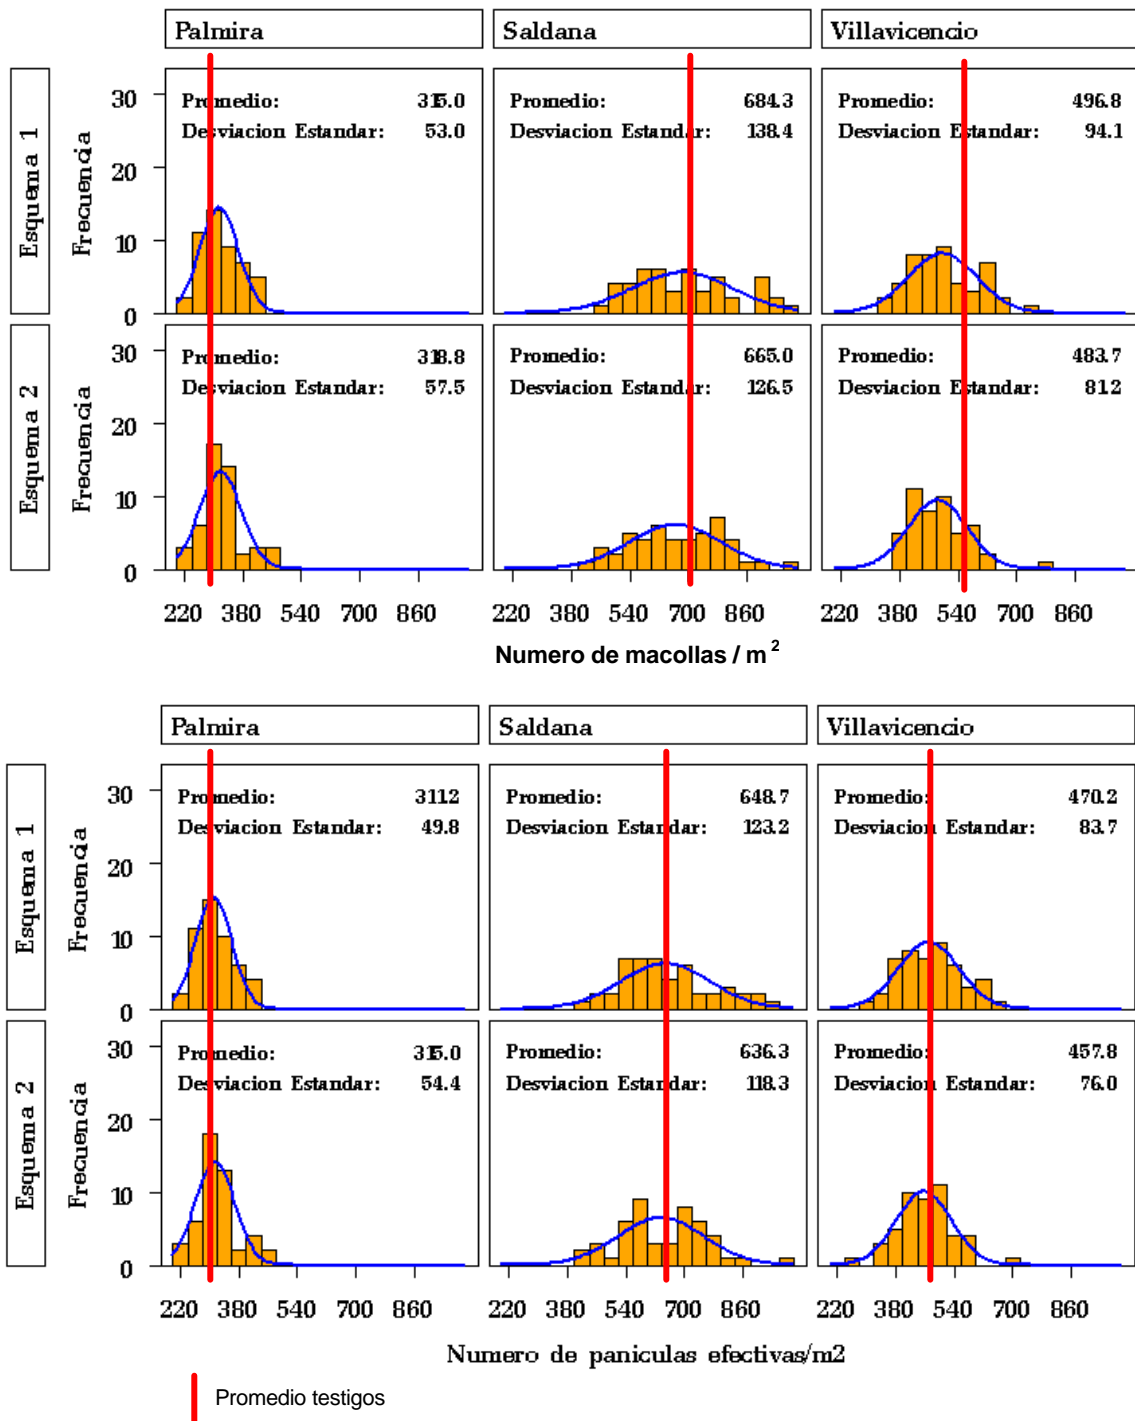 Palmira Saldana Villavicencio
Esquema 1
Frecuencia
30
20
10
0
Promedio: 315.0
Desviacion Estandar: 53.0
Promedio: 684.3
Desviacion Estandar: 138.4
Promedio: 496.8
Desviacion Estandar: 94.1
Esquema 2
Frecuencia
30
20
10
0
Promedio: 318.8
Desviacion Estandar: 57.5
Promedio: 665.0
Desviacion Estandar: 126.5
Promedio: 483.7
Desviacion Estandar: 81.2
220 380 540 700 860 220 380 540 700 860 220 380 540 700 860
Numero de macollas / m 2
Palmira Saldana Villavicencio
Esquema 1
Frecuencia
30
20
10
0
Promedio: 311.2
Desviacion Estandar: 49.8
Promedio: 648.7
Desviacion Estandar: 123.2
Promedio: 470.2
Desviacion Estandar: 83.7
Esquema 2
Frecuencia
30
20
10
0
Promedio: 315.0
Desviacion Estandar: 54.4
Promedio: 636.3
Desviacion Estandar: 118.3
Promedio: 457.8
Desviacion Estandar: 76.0
220 380 540 700 860 220 380 540 700 860 220 380 540 700 860
Numero de paniculas efectivas/m2
Promedio testigos